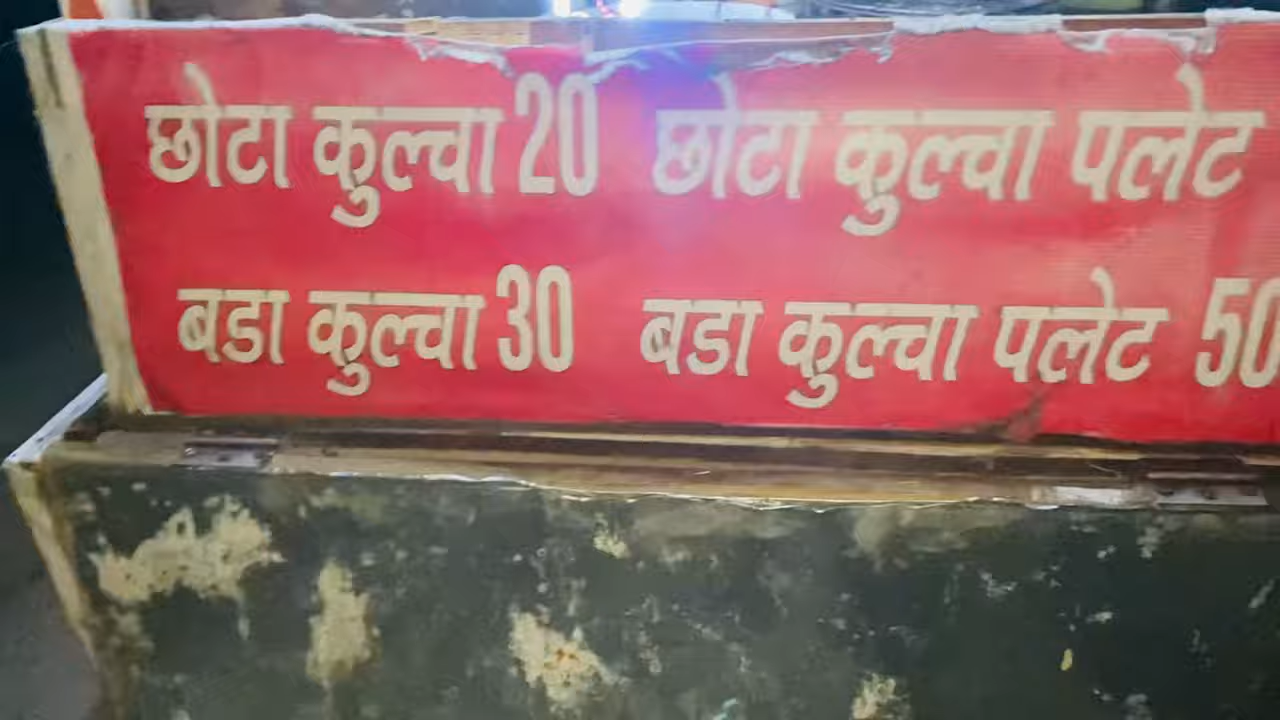 छोटा कुल्चा 20 छोटा कुल्चा पलेट
बडा कुल्चा 30 बडा कुल्चा पलेट 50